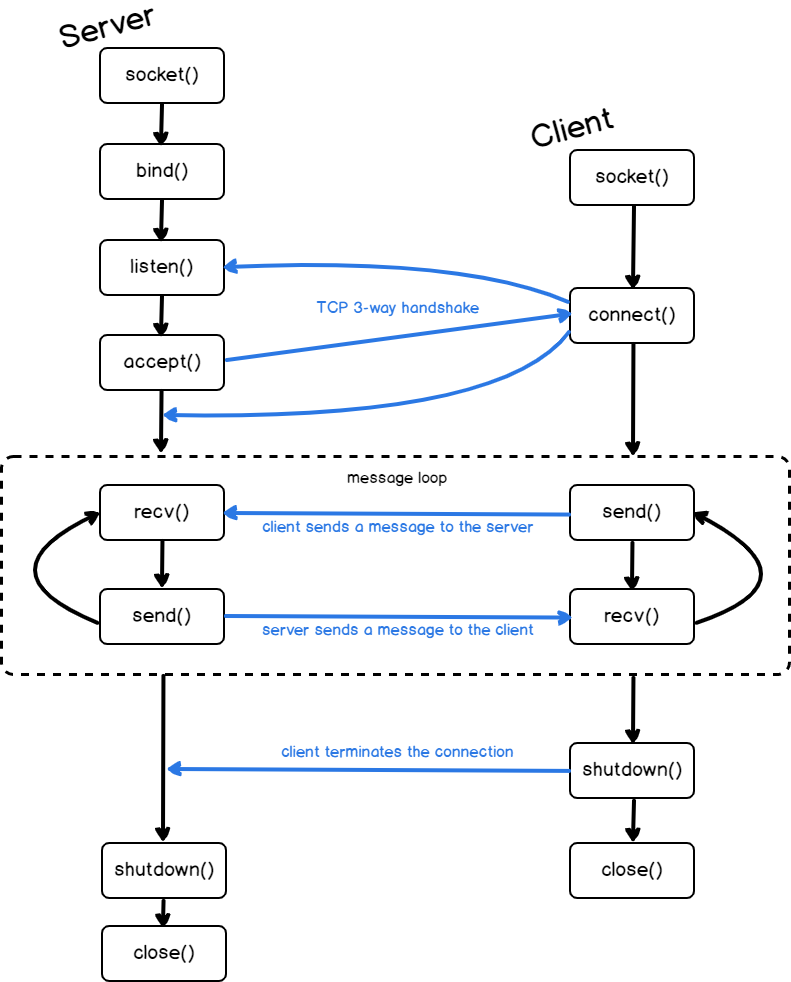 Server
socket()
Client
bind()
socket()
listen()
TCP 3-way handshake
connect()
accept()
message loop
recv()
send()
client sends a message to the server
send()
recv()
server sends a message to the client
client terminates the connection
shutdown()
shutdown()
close()
close()